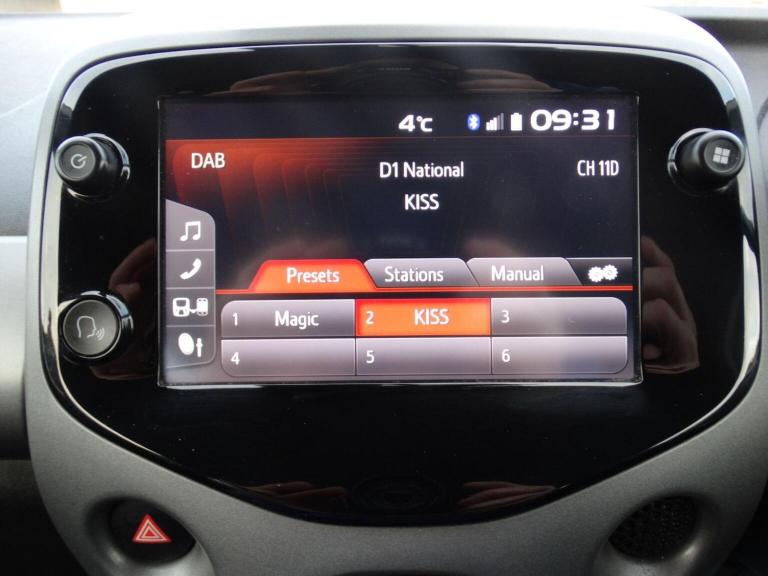 4°C 09:31
DAB D1 National CH 11D
KISS
Presets Stations Manual
1 Magic 2 KISS 3
4 5 6